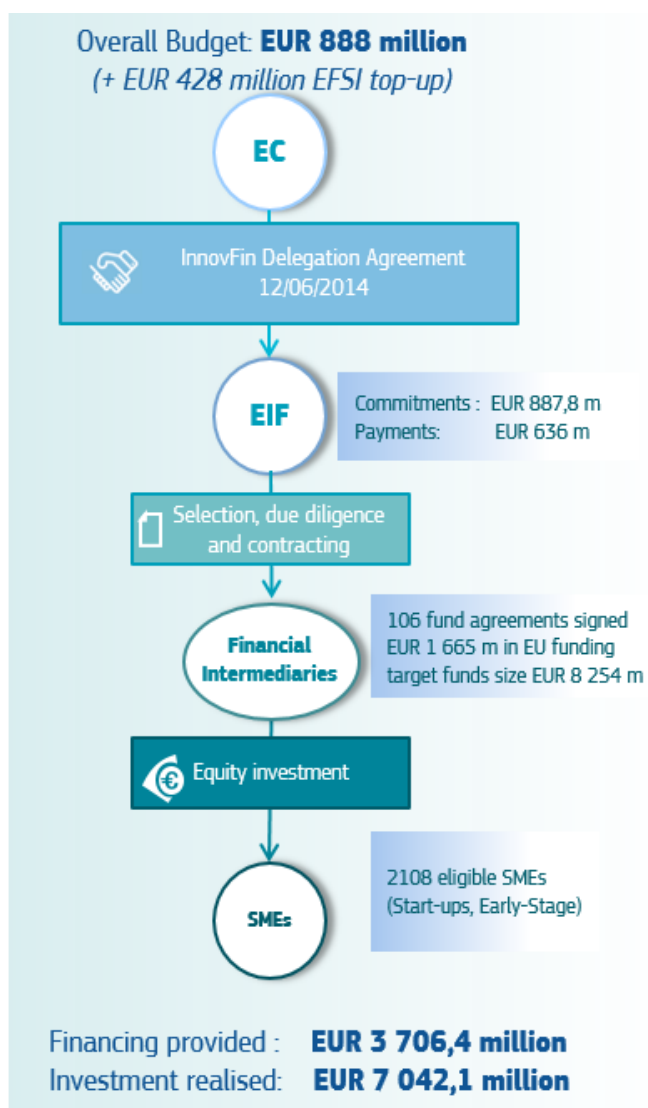 Overall Budget: EUR 888 million
(+ EUR 428 million EFSI top-up)
EC
InnovFin Delegation Agreement
12/06/2014
EIF
Commitments : EUR 887,8 m
Payments: EUR 636 m
Selection, due diligence
and contracting
Financial
Intermediaries
106 fund agreements signed
EUR 1 665 m in EU funding
target funds size EUR 8 254 m
Equity investment
2108 eligible SMEs
(Start-ups, Early-Stage)
SMEs
Financing provided : EUR 3 706,4 million
Investment realised: EUR 7 042,1 million